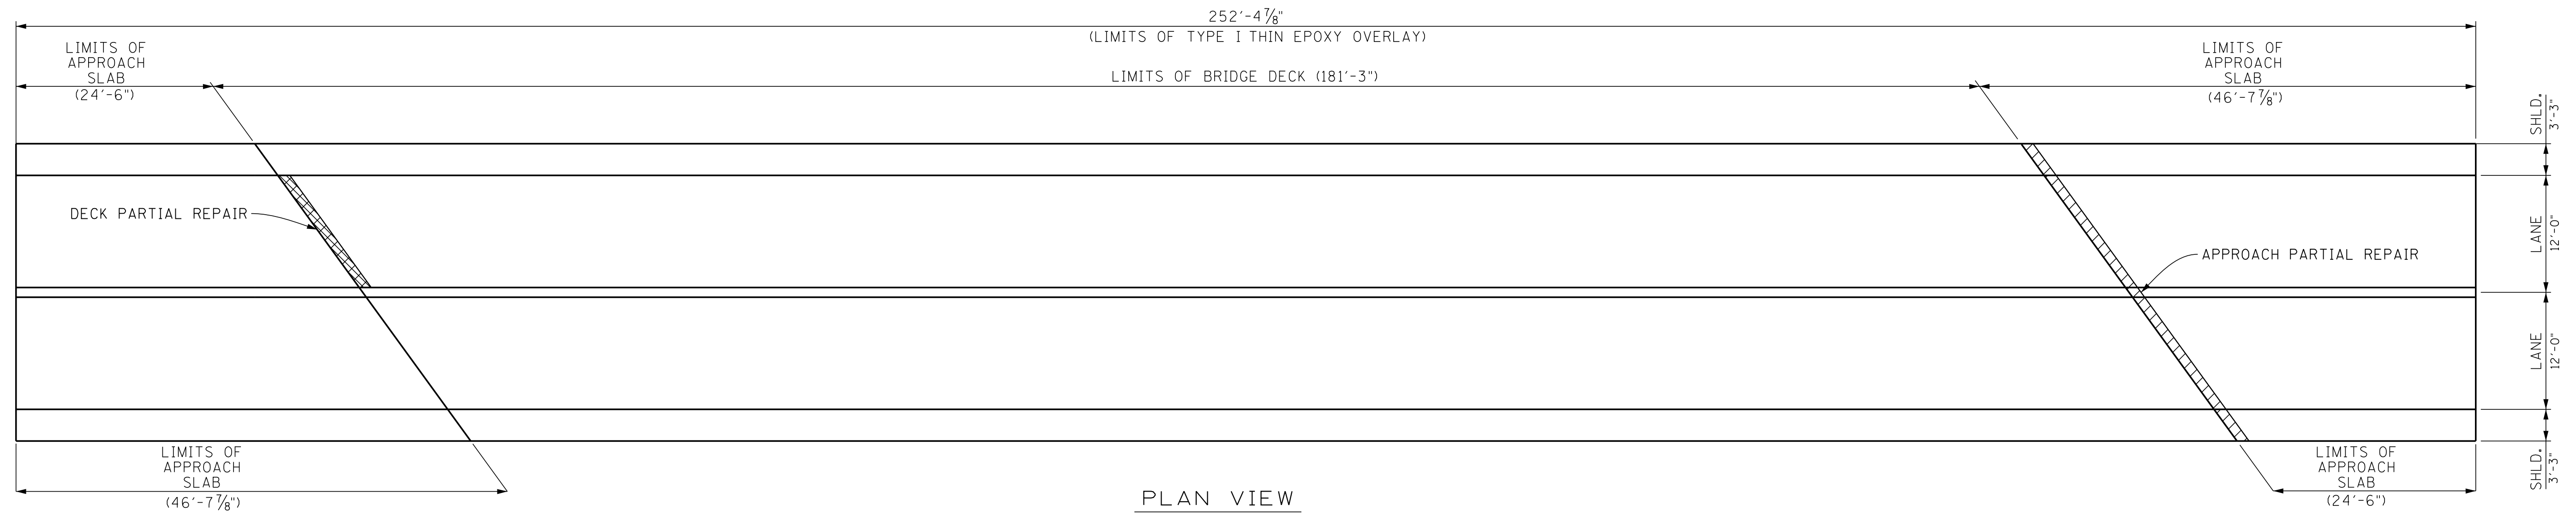 252'-4⅞"
(LIMITS OF TYPE I THIN EPOXY OVERLAY)
LIMITS OF
APPROACH
SLAB
(24'-6")
LIMITS OF BRIDGE DECK (181'-3")
LIMITS OF
APPROACH
SLAB
(46'-7⅞")
SHLD.
3'-3"
DECK PARTIAL REPAIR
LANE
12'-0"
APPROACH PARTIAL REPAIR
LANE
12'-0"
LIMITS OF
APPROACH
SLAB
(46'-7⅞")
LIMITS OF
APPROACH
SLAB
(24'-6")
SHLD.
3'-3"
PLAN VIEW